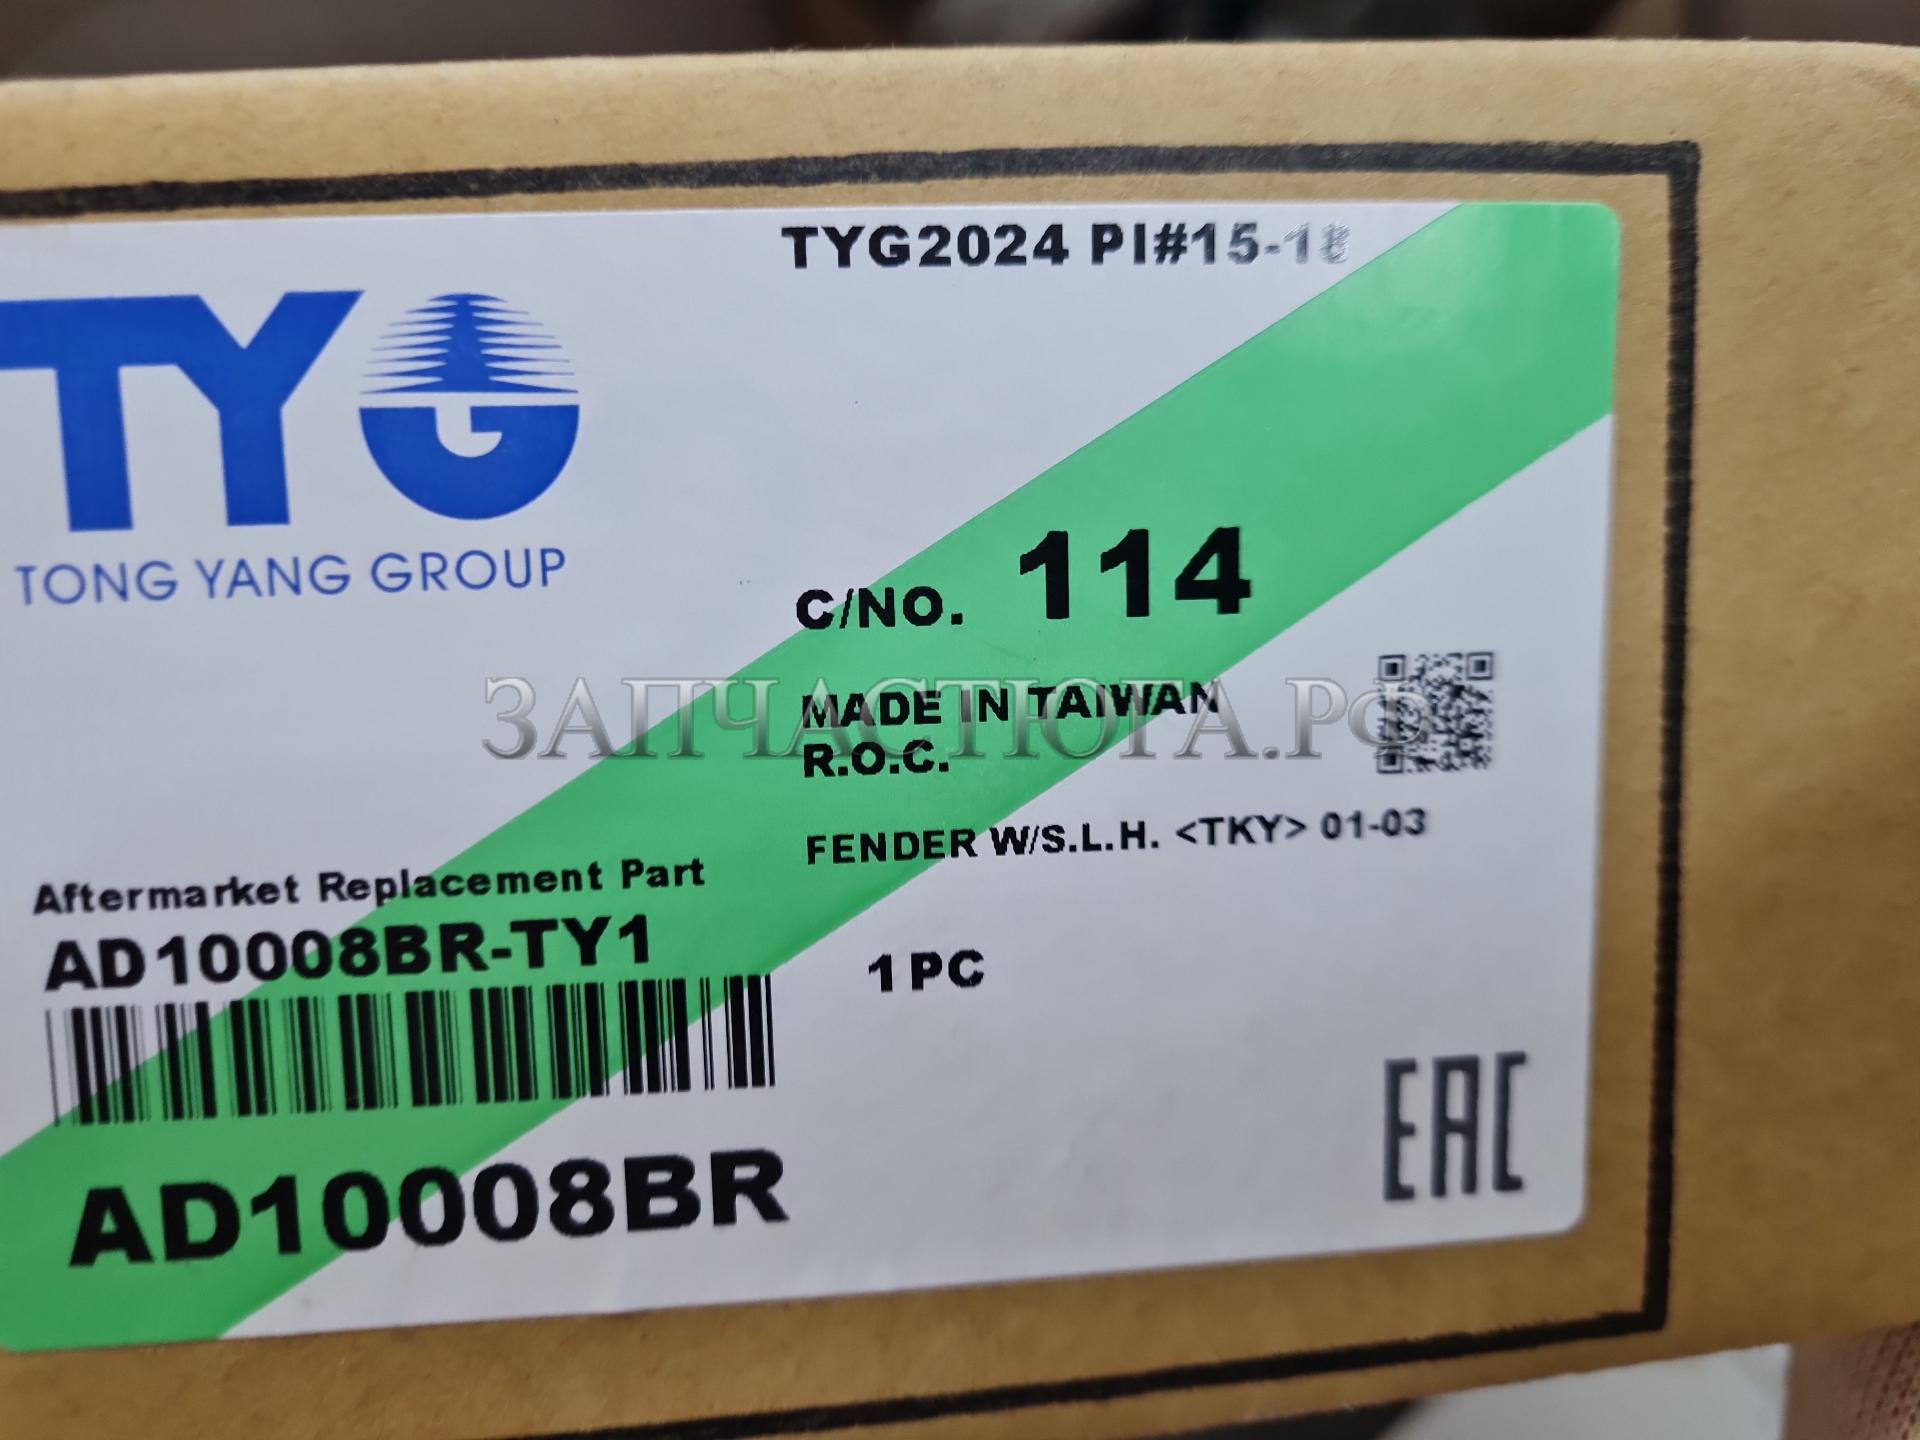 TYG2024 PI#15-18
TYG
TONG YANG GROUP
C/NO. 114
MADE IN TAIWAN
R.O.C.
ЗАПЧАСТЮГА.РФ
FENDER W/S.L.H. <TKY> 01-03
Aftermarket Replacement Part
AD10008BR-TY1
1 PC
AD10008BR
EAC